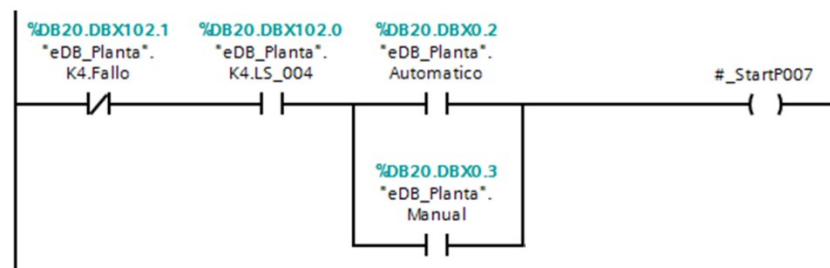 %DB20.DBX102.1
"eDB_Planta".
K4.Fallo
%DB20.DBX102.0
"eDB_Planta".
K4.LS_004
%DB20.DBX0.2
"eDB_Planta".
Automatico
#_StartP007
%DB20.DBX0.3
"eDB_Planta".
Manual